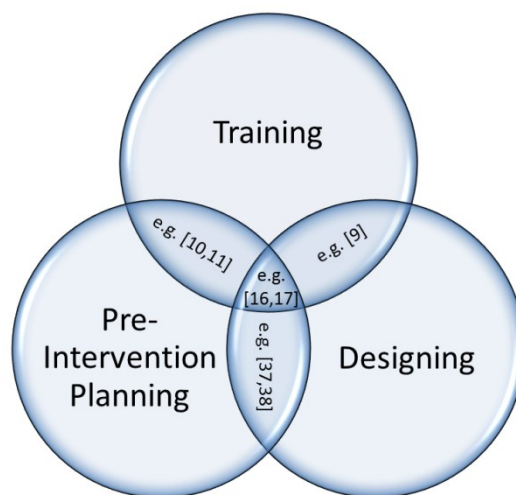 Training
e.g. [10,11]
e.g. [9]
e.g.
[16,17]
Pre-
Intervention
Planning
e.g. [37,38]
Designing